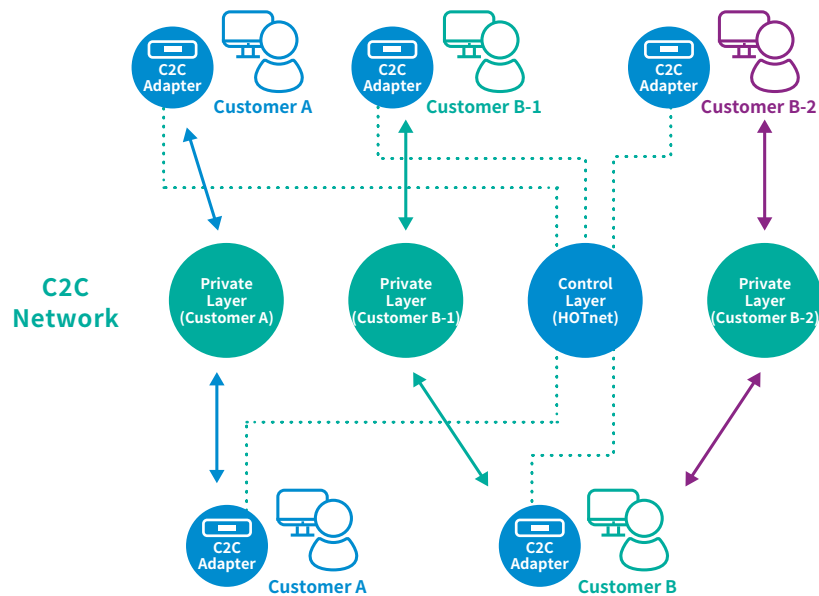 C2C
Adapter
Customer A
C2C
Adapter
Customer B-1
C2C
Adapter
Customer B-2
C2C
Network
Private
Layer
(Customer A)
Private
Layer
(Customer B-1)
Control
Layer
(HOTnet)
Private
Layer
(Customer B-2)
C2C
Adapter
Customer A
C2C
Adapter
Customer B